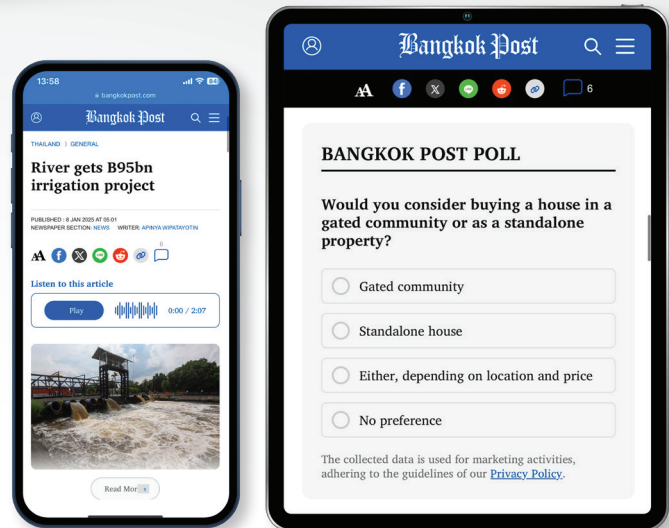 13:58
84
bangkokpost.com
Bangkok Post
THAILAND | GENERAL
River gets B95bn
irrigation project
PUBLISHED : 8 JAN 2025 AT 05:01
NEWSPAPER SECTION: NEWS WRITER: APINYA WIPATAYOTIN
AA
0
Listen to this article
Play 0:00 / 2:07
Read Mor
Bangkok Post
AA
6
BANGKOK POST POLL
Would you consider buying a house in a
gated community or as a standalone
property?
Gated community
Standalone house
Either, depending on location and price
No preference
The collected data is used for marketing activities,
adhering to the guidelines of our Privacy Policy.